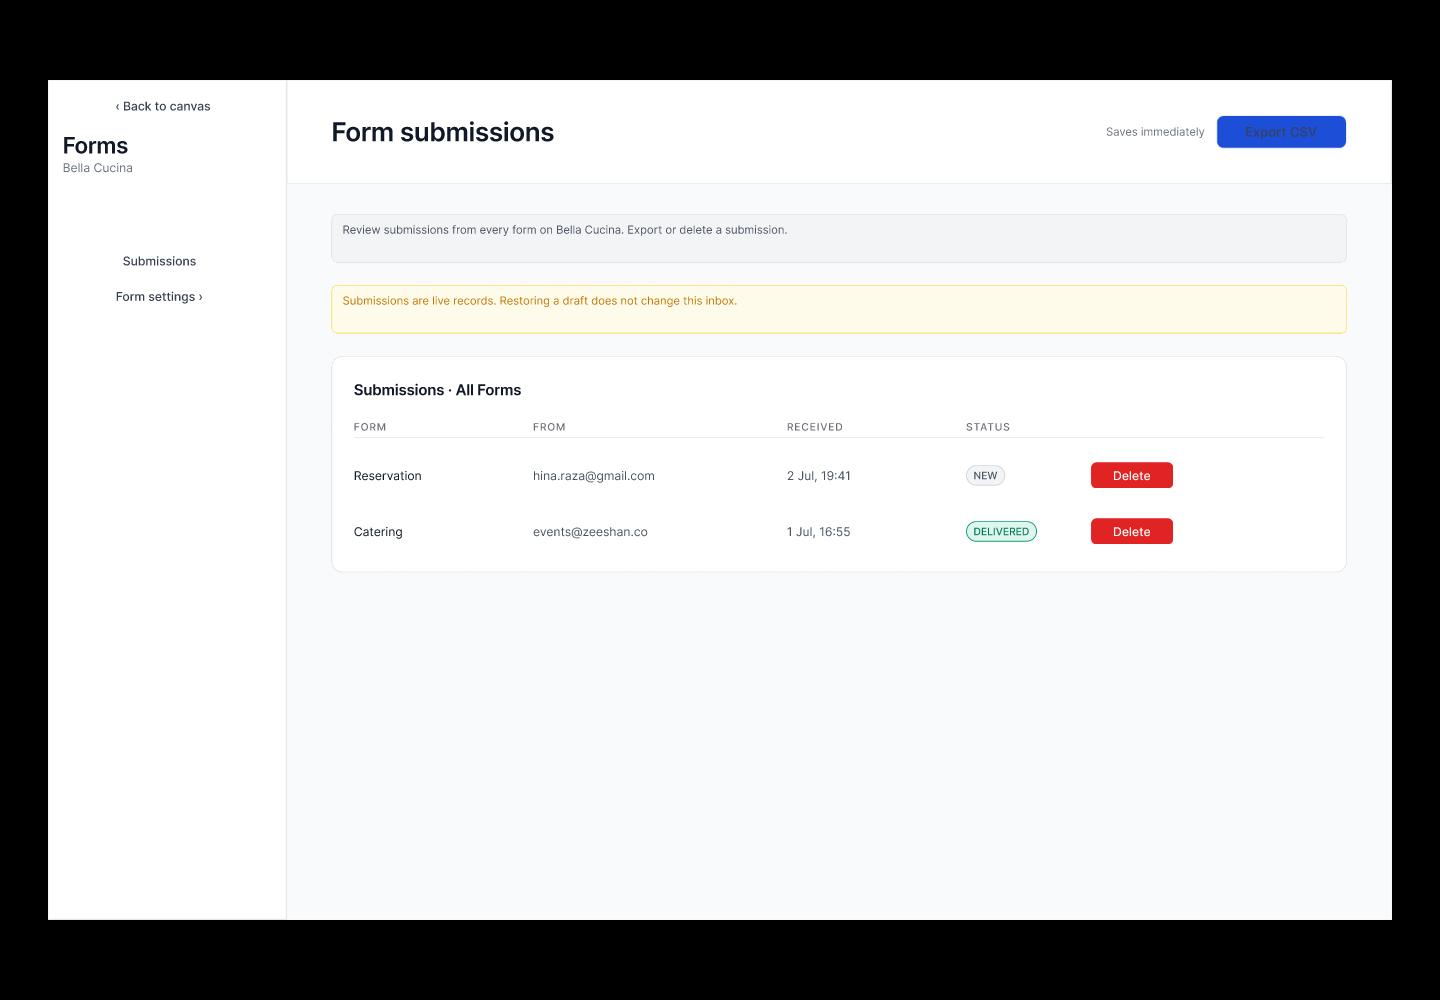 ‹ Back to canvas
Forms
Bella Cucina
Submissions
Form settings ›
Form submissions
Saves immediately
Export CSV
Review submissions from every form on Bella Cucina. Export or delete a submission.
Submissions are live records. Restoring a draft does not change this inbox.
Submissions · All Forms
FORM FROM RECEIVED STATUS
Reservation hina.raza@gmail.com 2 Jul, 19:41 NEW Delete
Catering events@zeeshan.co 1 Jul, 16:55 DELIVERED Delete